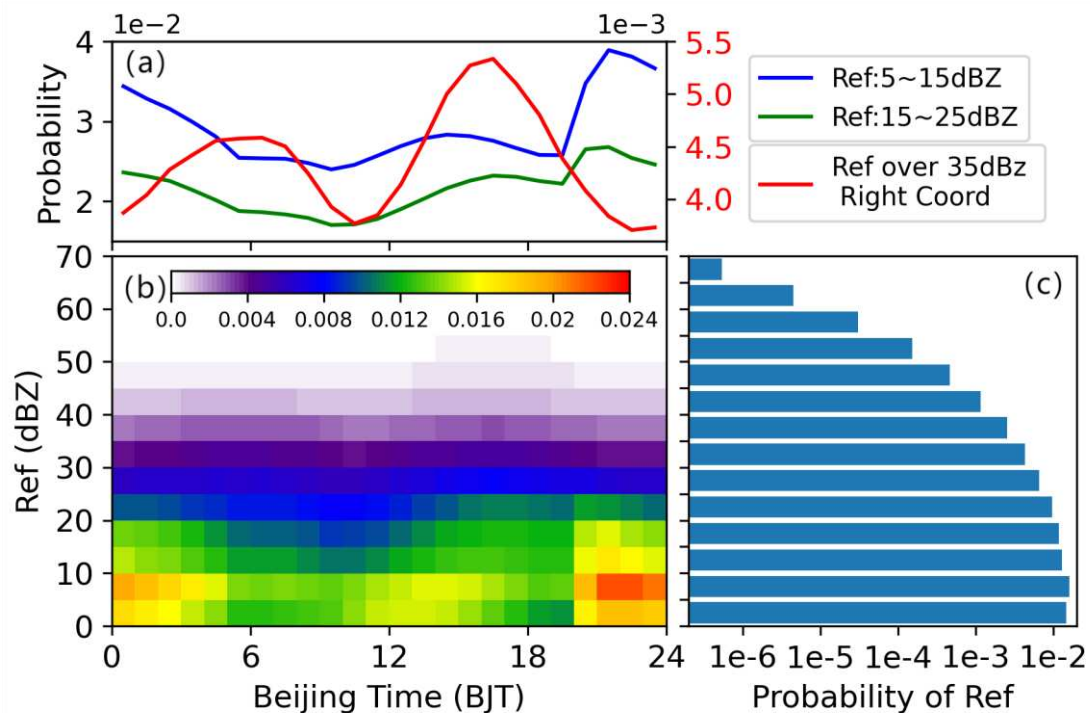 1e−2
1e−3
(a)
Probability
4
3
2
5.5
5.0
4.5
4.0
Ref:5~15dBZ
Ref:15~25dBZ
Ref over 35dBz
Right Coord
(b)
0.0 0.004 0.008 0.012 0.016 0.02 0.024
Ref (dBZ)
70
60
50
40
30
20
10
0
0 6 12 18 24
Beijing Time (BJT)
(c)
1e-6 1e-5 1e-4 1e-3 1e-2
Probability of Ref